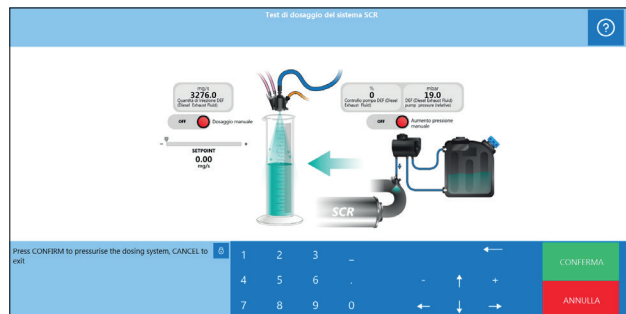 Test di dosaggio del sistema SCR
mg/s
3276.0
Quantità di iniezione DEF
(Diesel Exhaust Fluid)
OFF
Dosaggio manuale
- +
SETPOINT
0.00
mg/s
%
0
Controllo pompa DEF (Diesel
Exhaust Fluid)
mbar
19.0
DEF (Diesel Exhaust Fluid)
pump pressure (relative)
OFF
Aumento pressione
manuale
SCR
Press CONFIRM to pressurise the dosing system, CANCEL to
exit
1 2 3 _
4 5 6 . - +
7 8 9 0
CONFERMA
ANNULLA